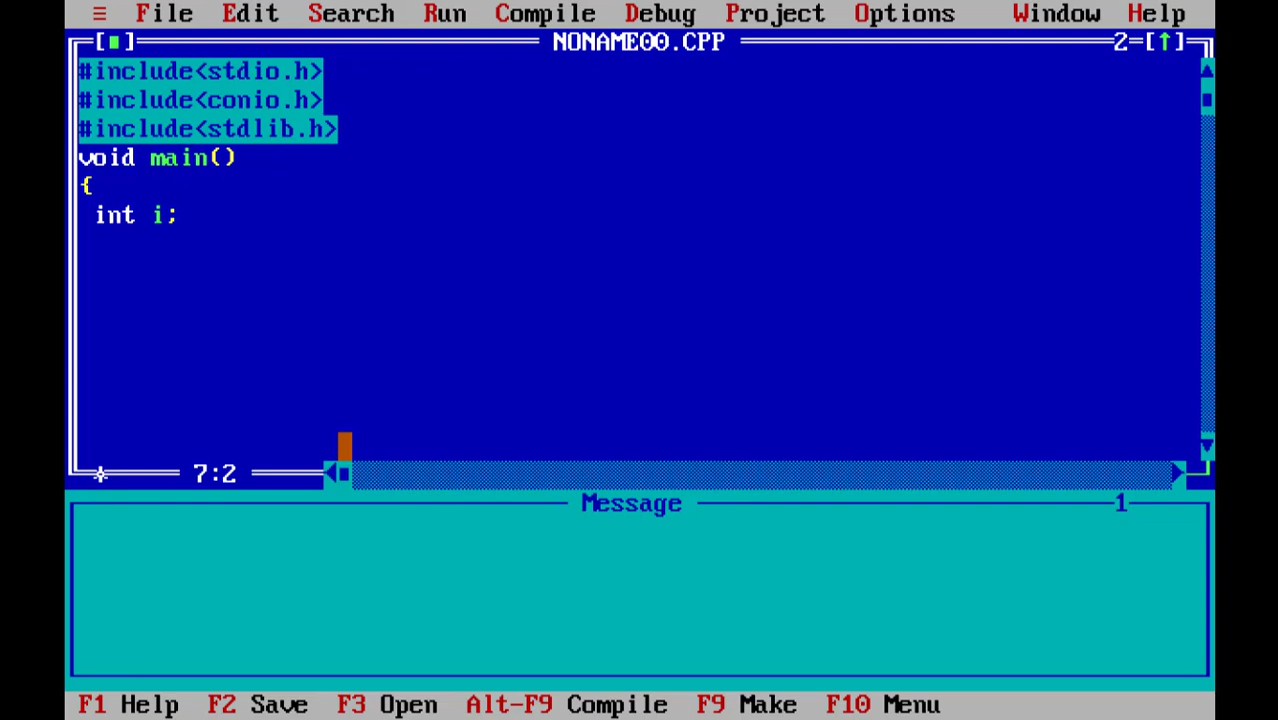 ≡ File Edit Search Run Compile Debug Project Options Window Help
[■] NONAME00.CPP 2=[↑]
#include<stdio.h>
#include<conio.h>
#include<stdlib.h>
void main()
{
 int i;
7:2
Message 1
F1 Help F2 Save F3 Open Alt-F9 Compile F9 Make F10 Menu